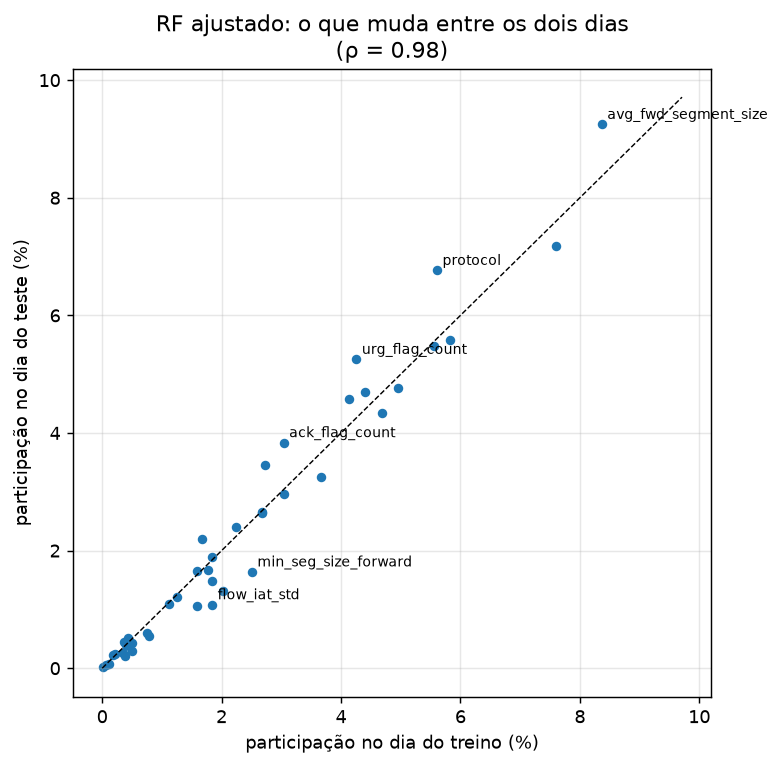 RF ajustado: o que muda entre os dois dias
(ρ = 0.98)
10
8
6
4
2
0
participação no dia do teste (%)
avg_fwd_segment_size
protocol
urg_flag_count
ack_flag_count
min_seg_size_forward
flow_iat_std
0 2 4 6 8 10
participação no dia do treino (%)